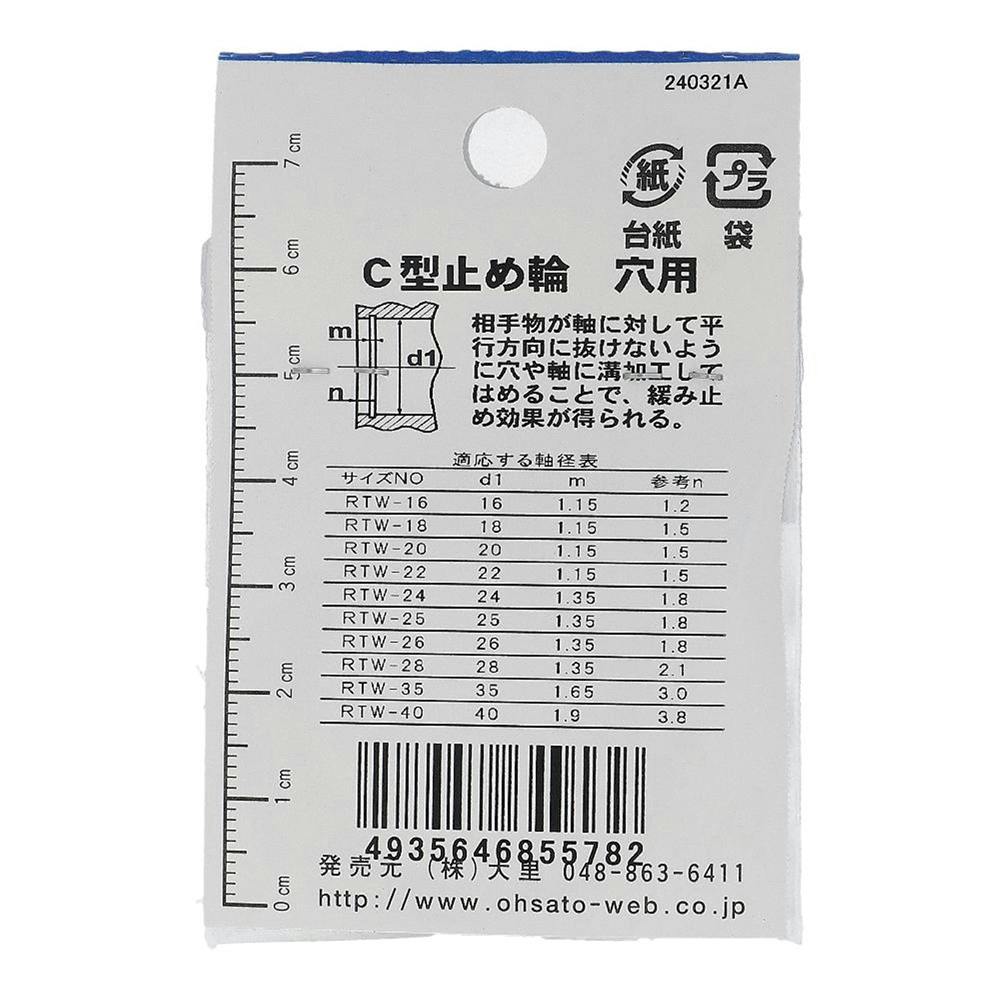 240321A
7 cm
紙
プラ
台紙 袋
6 cm
C型止め輪 穴用
m
d1
n
相手物が軸に対して平
行方向に抜けないよう
に穴や軸に溝加工して
はめることで、緩み止
め効果が得られる。
5 cm
適応する軸径表
サイズNO d1 m 参考n
RTW-16 16 1.15 1.2
RTW-18 18 1.15 1.5
RTW-20 20 1.15 1.5
RTW-22 22 1.15 1.5
RTW-24 24 1.35 1.8
RTW-25 25 1.35 1.8
RTW-26 26 1.35 1.8
RTW-28 28 1.35 2.1
RTW-35 35 1.65 3.0
RTW-40 40 1.9 3.8
4 cm
3 cm
2 cm
1 cm
0 cm
4935646855782
発売元 (株)大里 048-863-6411
http://www.ohsato-web.co.jp